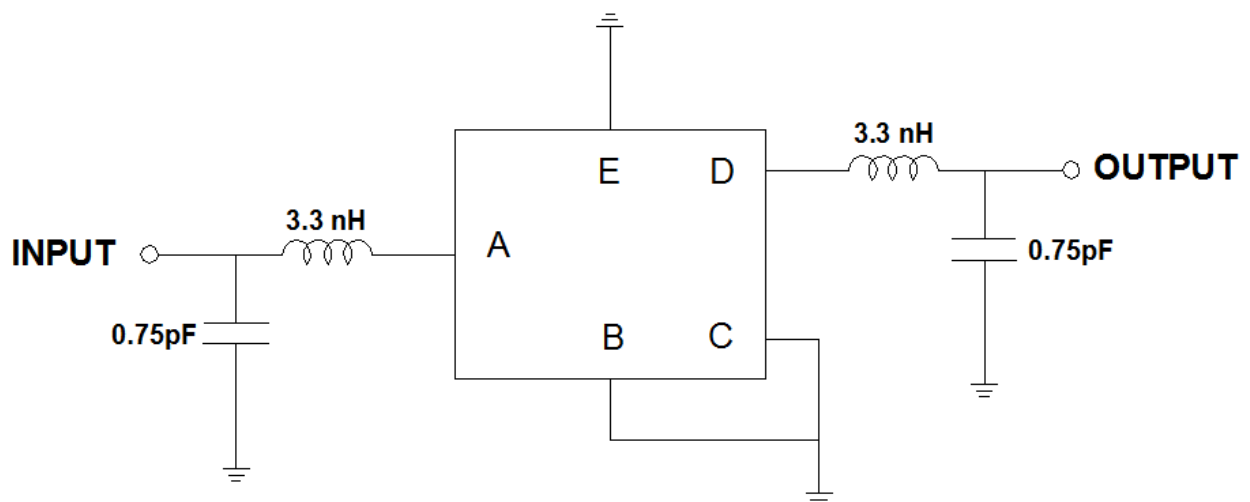 3.3 nH
OUTPUT
E
D
3.3 nH
INPUT
A
0.75pF
0.75pF
B
C